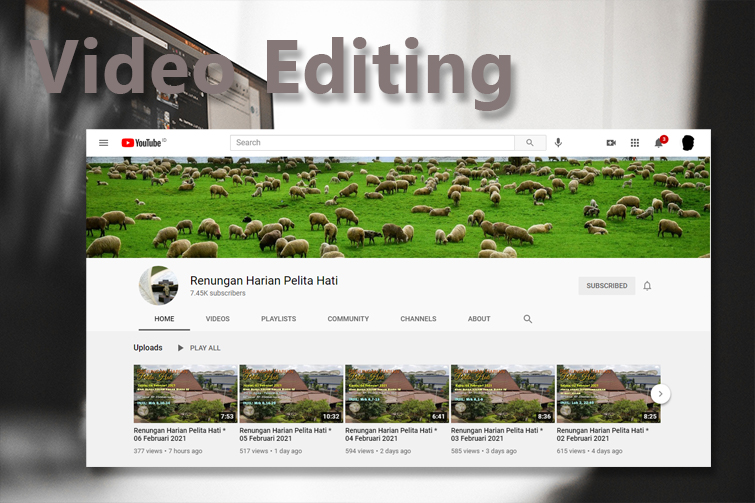 Video Editing
YouTube ID
Search
3
Renungan Harian Pelita Hati
7.45K subscribers
SUBSCRIBED
HOME VIDEOS PLAYLISTS COMMUNITY CHANNELS ABOUT
Uploads PLAY ALL
7:53 10:32 6:41 8:36 8:25
Renungan Harian Pelita Hati *
06 Februari 2021
377 views • 7 hours ago
Renungan Harian Pelita Hati *
05 Februari 2021
517 views • 1 day ago
Renungan Harian Pelita Hati *
04 Februari 2021
594 views • 2 days ago
Renungan Harian Pelita Hati *
03 Februari 2021
585 views • 3 days ago
Renungan Harian Pelita Hati *
02 Februari 2021
615 views • 4 days ago